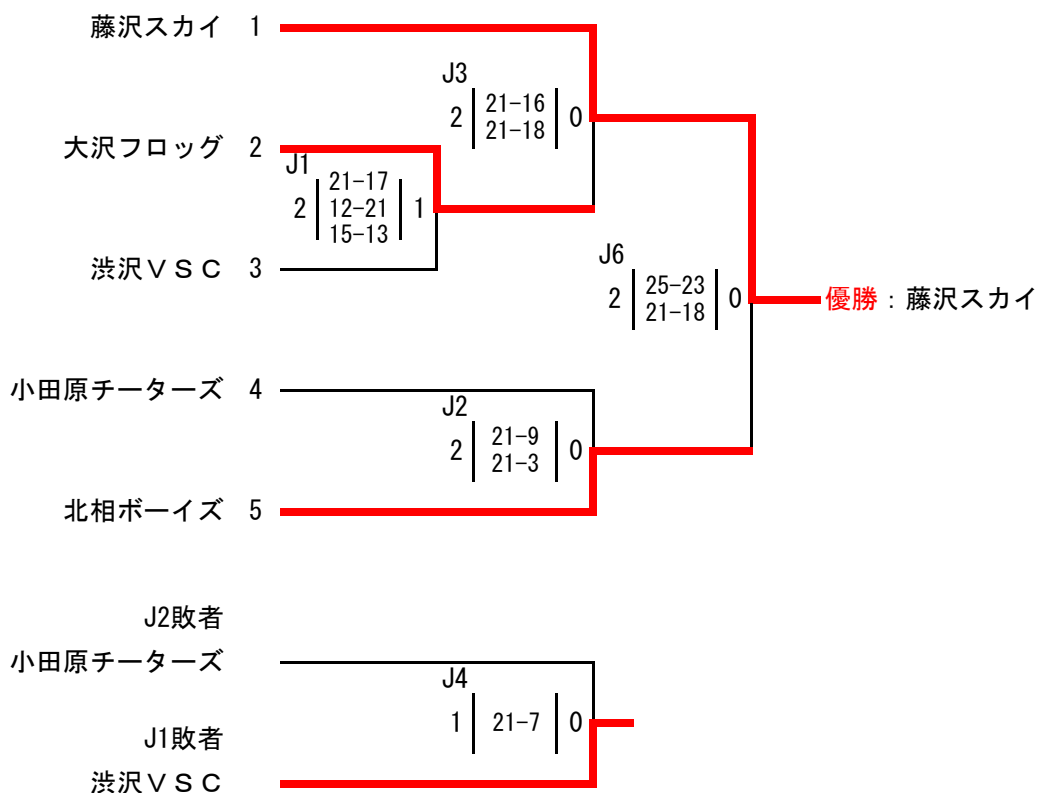 藤沢スカイ 1
J3
2 21-16 0
21-18
大沢フロッグ 2
J1
21-17
2 12-21 1
15-13
渋沢VSC 3
J6
2 25-23 0
21-18
優勝：藤沢スカイ
小田原チーターズ 4
J2
2 21-9 0
21-3
北相ボーイズ 5
J2敗者
小田原チーターズ
J4
1 21-7 0
J1敗者
渋沢VSC